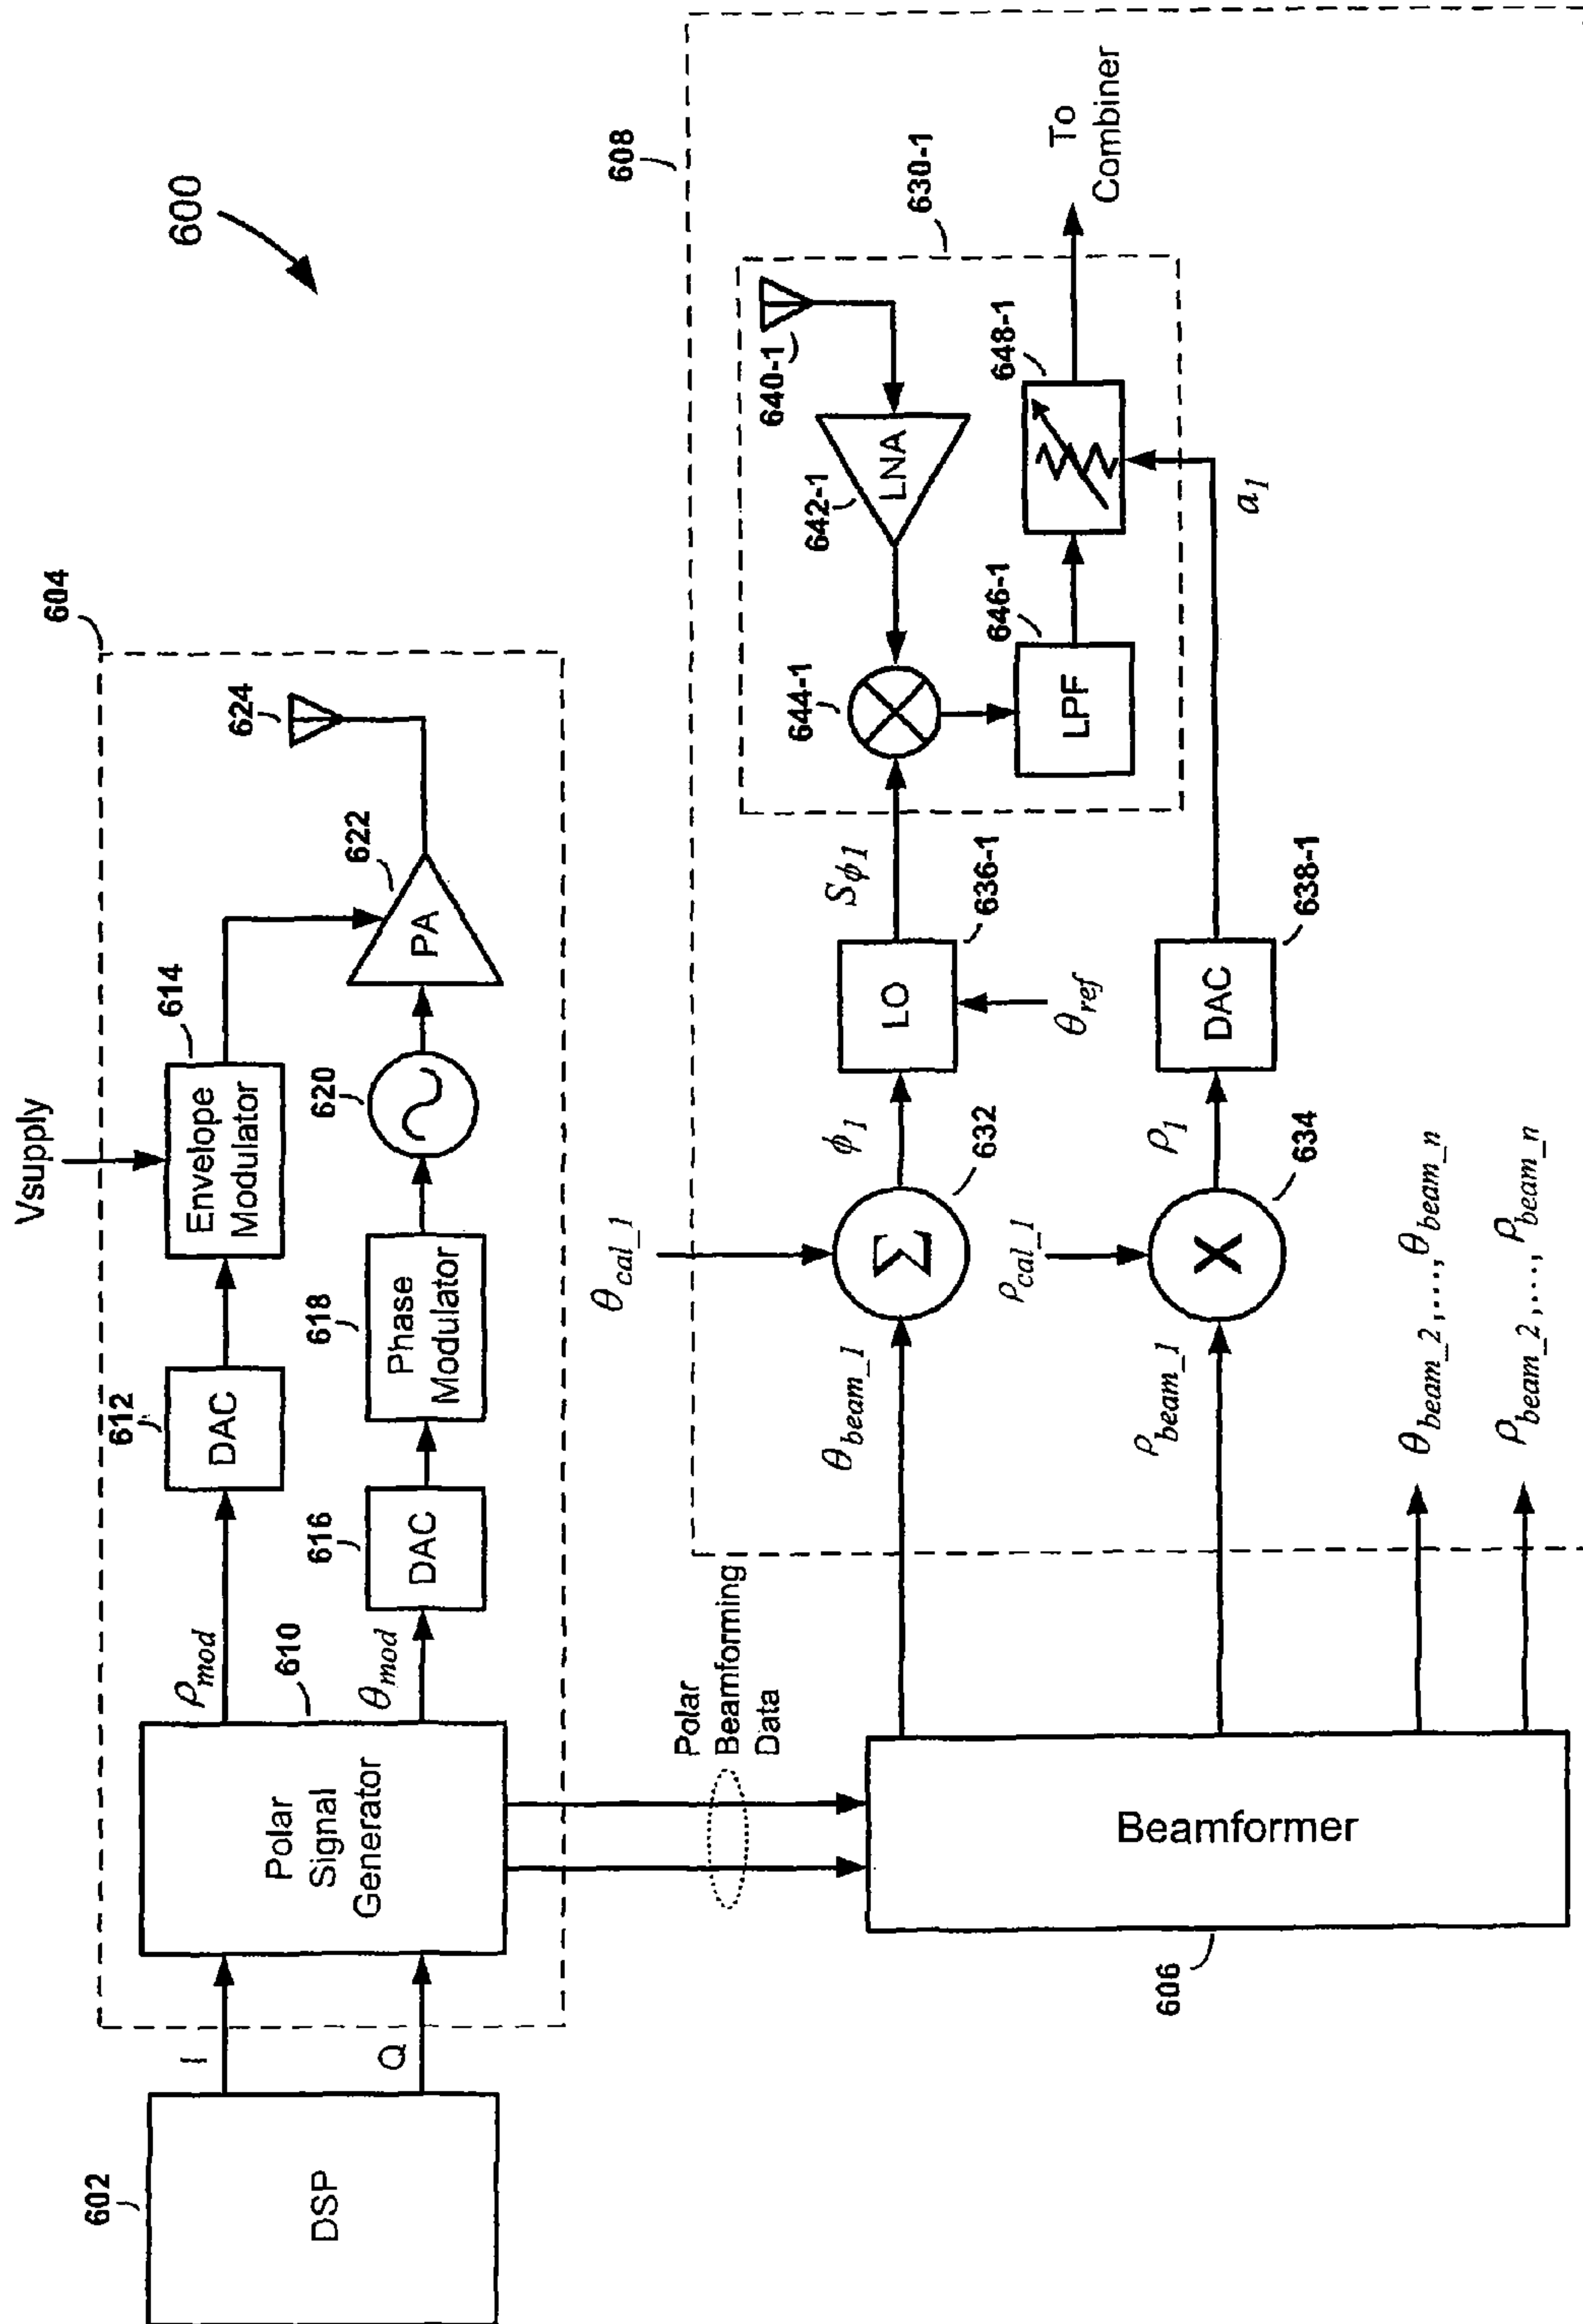 600
Vsupply
604
602
DSP
I
Q
Polar
Signal
Generator
610
ρmod
θmod
612
DAC
616
DAC
614
Envelope
Modulator
618
Phase
Modulator
620
622
PA
624
Polar
Beamforming
Data
606
Beamformer
608
θbeam_1
θcal_1
Σ
632
ϕ1
LO
636-1
θref
Sϕ1
ρbeam_1
ρcal_1
X
634
ρ1
DAC
638-1
a1
630-1
640-1
642-1
LNA
644-1
646-1
LPF
648-1
To
Combiner
θbeam_2,..., θbeam_n
ρbeam_2,..., ρbeam_n